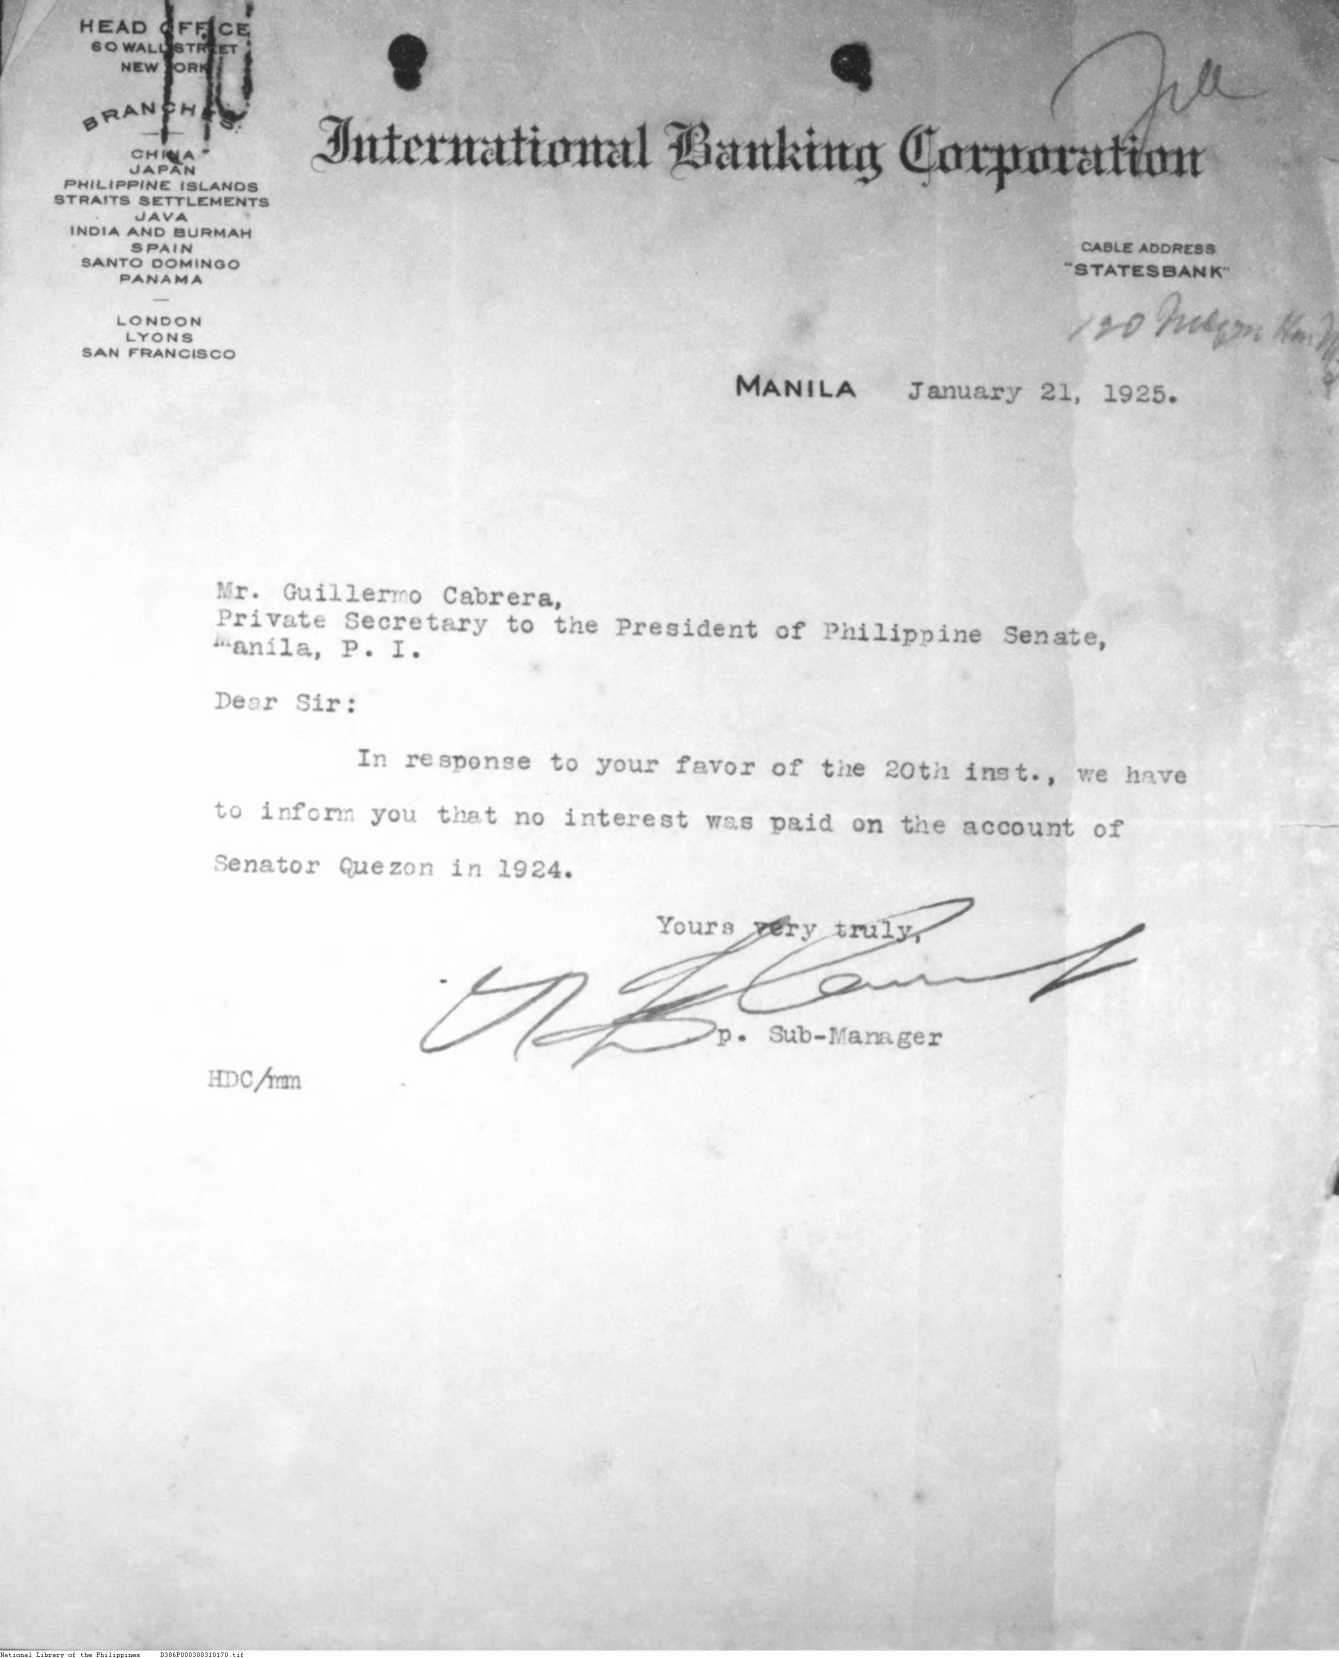 HEAD OFFICE
60 WALL STREET
NEW YORK
BRANCHES:
CHINA
JAPAN
PHILIPPINE ISLANDS
STRAITS SETTLEMENTS
JAVA
INDIA AND BURMAH
SPAIN
SANTO DOMINGO
PANAMA
LONDON
LYONS
SAN FRANCISCO
File
International Banking Corporation
CABLE ADDRESS
"STATESBANK"
MANILA January 21, 1925.
Mr. Guillermo Cabrera,
Private Secretary to the President of Philippine Senate,
Manila, P. I.
Dear Sir:
In response to your favor of the 20th inst., we have
to inform you that no interest was paid on the account of
Senator Quezon in 1924.
Yours very truly,
p. Sub-Manager
HDC/mm
National Library of the Philippines D386P000388310170.tif